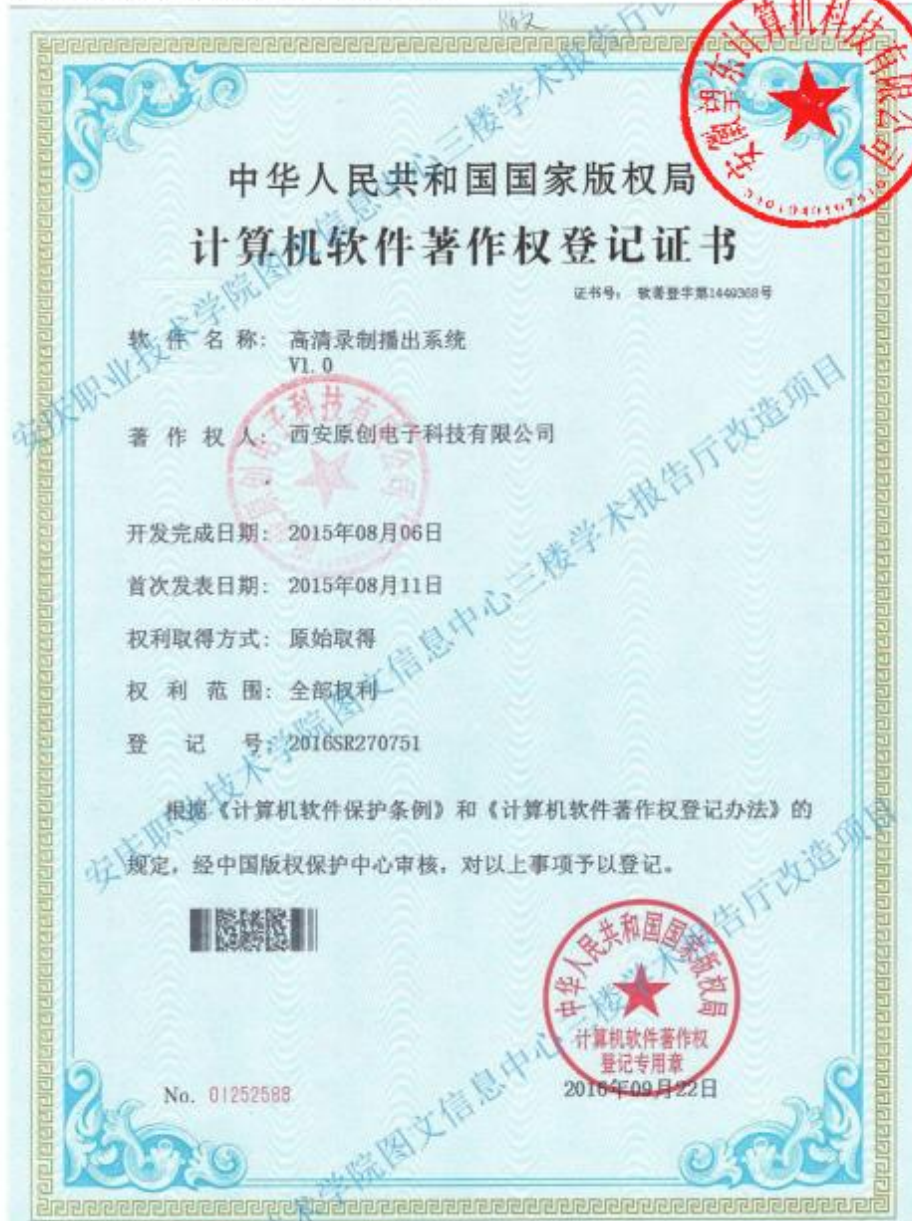 中华人民共和国国家版权局
计算机软件著作权登记证书
证书号： 软著登字第1449368号
软件名称： 高清录制播出系统
V1.0
著作权人： 西安原创电子科技有限公司
开发完成日期： 2015年08月06日
首次发表日期： 2015年08月11日
权利取得方式： 原始取得
权利范围： 全部权利
登记号： 2016SR270751
根据《计算机软件保护条例》和《计算机软件著作权登记办法》的
规定，经中国版权保护中心审核，对以上事项予以登记。
中华人民共和国国家版权局
计算机软件著作权
登记专用章
2016年09月22日
No. 01252588
安庆职业技术学院图文信息中心三楼学术报告厅改造项目